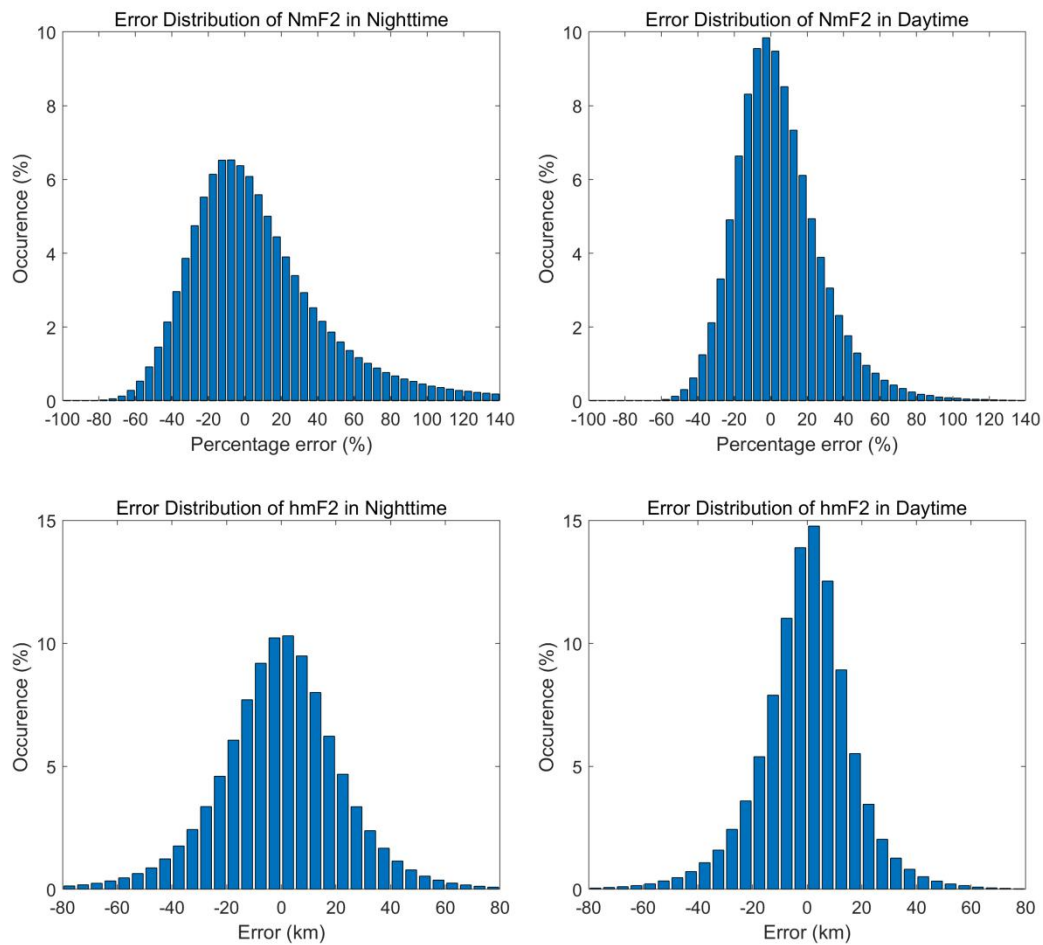 Error Distribution of NmF2 in Nighttime
10
8
6
4
2
0
Occurence (%)
-100 -80 -60 -40 -20 0 20 40 60 80 100 120 140
Percentage error (%)
Error Distribution of NmF2 in Daytime
10
8
6
4
2
0
Occurence (%)
-100 -80 -60 -40 -20 0 20 40 60 80 100 120 140
Percentage error (%)
Error Distribution of hmF2 in Nighttime
15
10
5
0
Occurence (%)
-80 -60 -40 -20 0 20 40 60 80
Error (km)
Error Distribution of hmF2 in Daytime
15
10
5
0
Occurence (%)
-80 -60 -40 -20 0 20 40 60 80
Error (km)